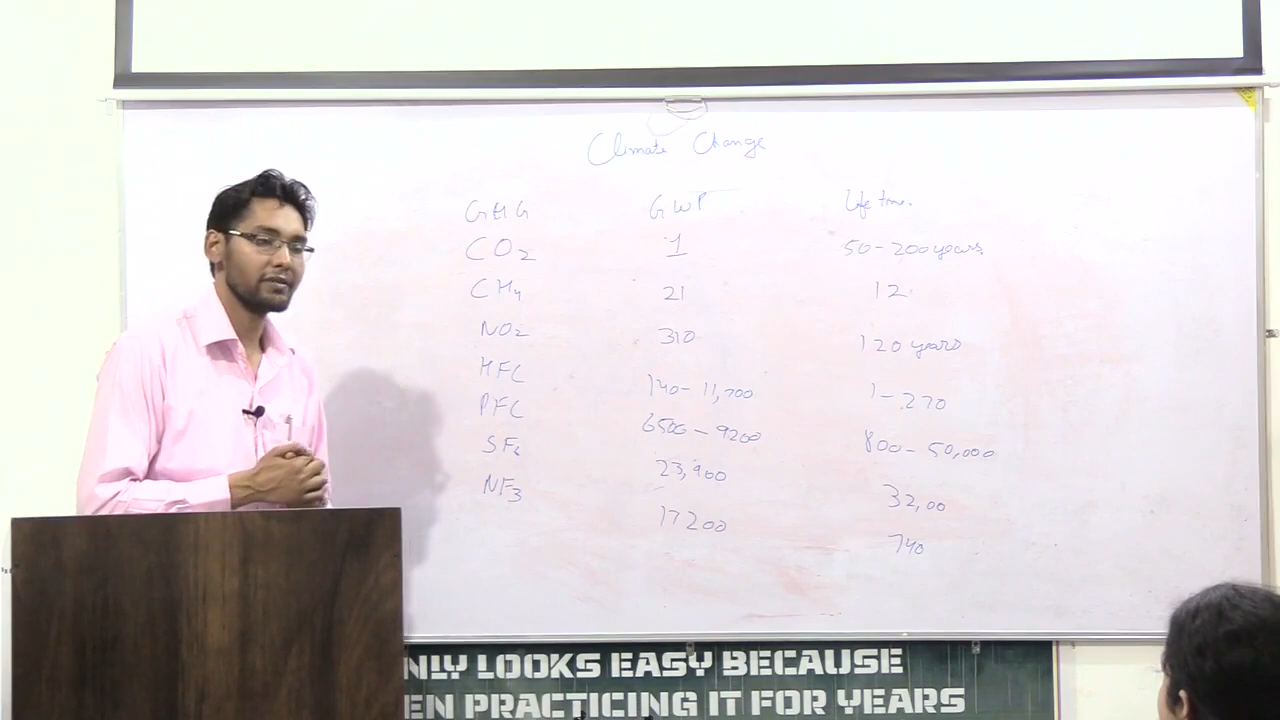 Climate Change
GHG GWP Life time.
CO2 1 50-200 years
CH4 21 12
NO2 310 120 years
HFC 140-11,700 1-270
PFC 6500-9200 800-50,000
SF6 23,900 32,00
NF3 17200 740
NLY LOOKS EASY BECAUSE
EN PRACTICING IT FOR YEARS